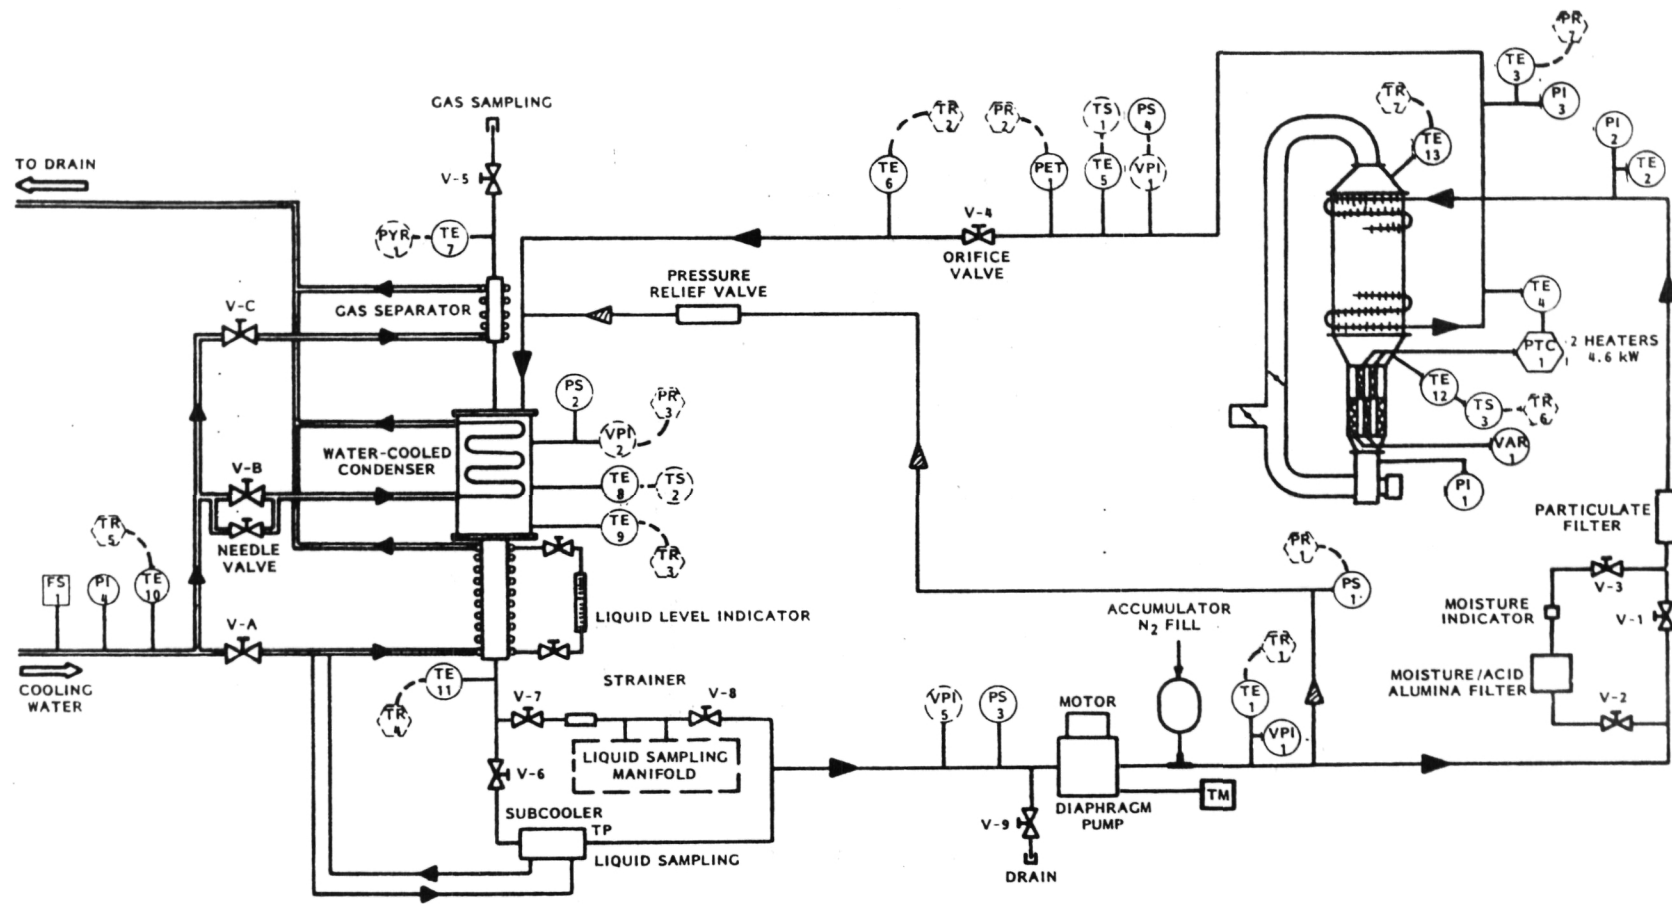 GAS SAMPLING
TO DRAIN
V-5
PYR
1
TE
7
V-C
GAS SEPARATOR
PRESSURE
RELIEF VALVE
TR
2
PR
2
TS
1
PS
4
TE
6
PET
1
TE
5
VPI
1
V-4
ORIFICE
VALVE
PR
7
TE
3
PI
3
TR
7
TE
13
PI
2
TE
2
TE
4
PTC
1
2 HEATERS
4.6 kW
TE
12
TS
3
TR
6
VAR
1
PI
1
PS
2
PR
3
VPI
2
WATER-COOLED
CONDENSER
V-B
TE
8
TS
2
TE
9
TR
3
NEEDLE
VALVE
TR
5
FS
1
PI
4
TE
10
V-A
LIQUID LEVEL INDICATOR
COOLING
WATER
TE
11
TR
4
STRAINER
V-7
V-8
LIQUID SAMPLING
MANIFOLD
V-6
SUBCOOLER
TP
LIQUID SAMPLING
VPI
5
PS
3
MOTOR
DIAPHRAGM
PUMP
V-9
DRAIN
TM
ACCUMULATOR
N2 FILL
TR
1
TE
1
VPI
1
PR
1
PS
1
PARTICULATE
FILTER
V-3
MOISTURE
INDICATOR
V-1
MOISTURE/ACID
ALUMINA FILTER
V-2